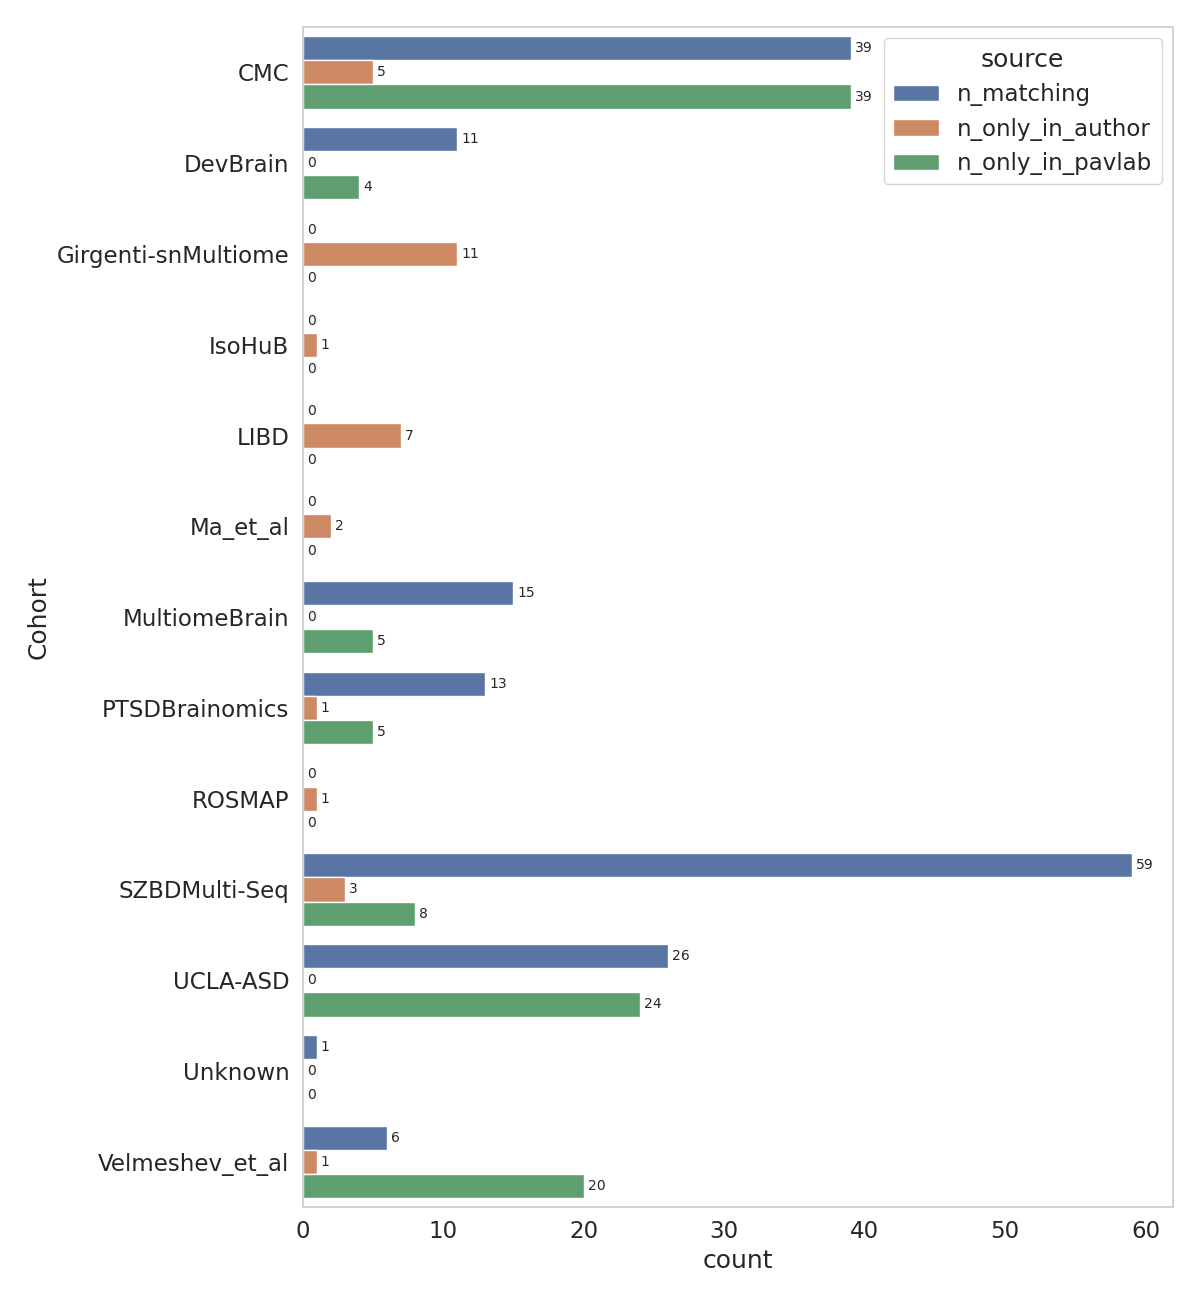 source
n_matching
n_only_in_author
n_only_in_pavlab
Cohort
CMC
39
5
39
DevBrain
11
0
4
Girgenti-snMultiome
0
11
0
IsoHuB
0
1
0
LIBD
0
7
0
Ma_et_al
0
2
0
MultiomeBrain
15
0
5
PTSDBrainomics
13
1
5
ROSMAP
0
1
0
SZBDMulti-Seq
59
3
8
UCLA-ASD
26
0
24
Unknown
1
0
0
Velmeshev_et_al
6
1
20
0 10 20 30 40 50 60
count